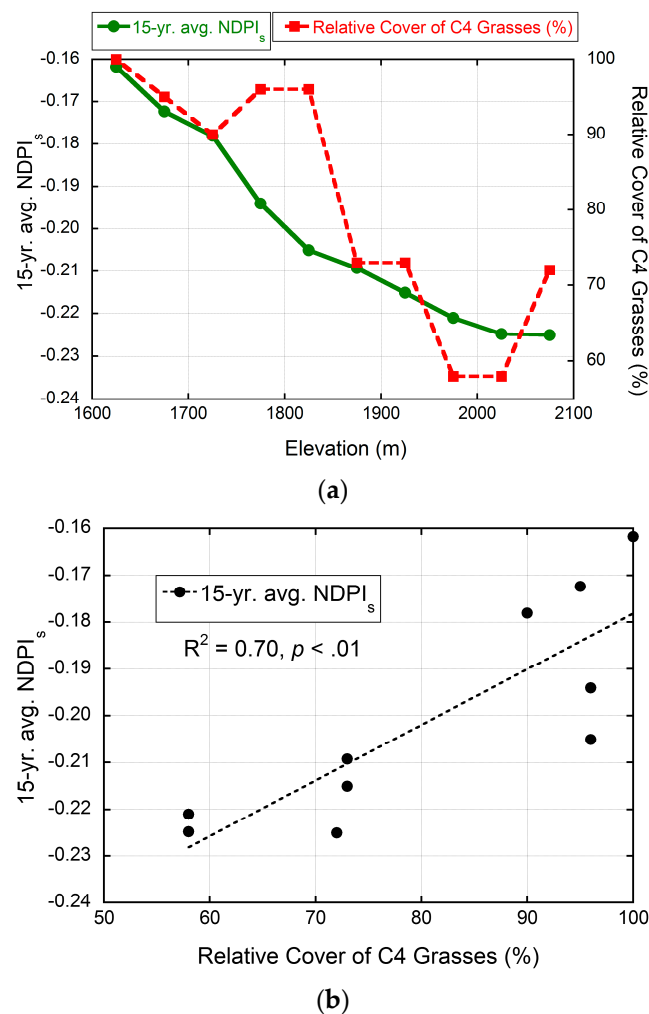 15-yr. avg. NDPIs Relative Cover of C4 Grasses (%)
-0.16
-0.17
-0.18
-0.19
-0.20
-0.21
-0.22
-0.23
-0.24
15-yr. avg. NDPIs
100
90
80
70
60
Relative Cover of C4 Grasses (%)
1600 1700 1800 1900 2000 2100
Elevation (m)
(a)
-0.16
-0.17
-0.18
-0.19
-0.20
-0.21
-0.22
-0.23
-0.24
15-yr. avg. NDPIs
15-yr. avg. NDPIs
R² = 0.70, p < .01
50 60 70 80 90 100
Relative Cover of C4 Grasses (%)
(b)